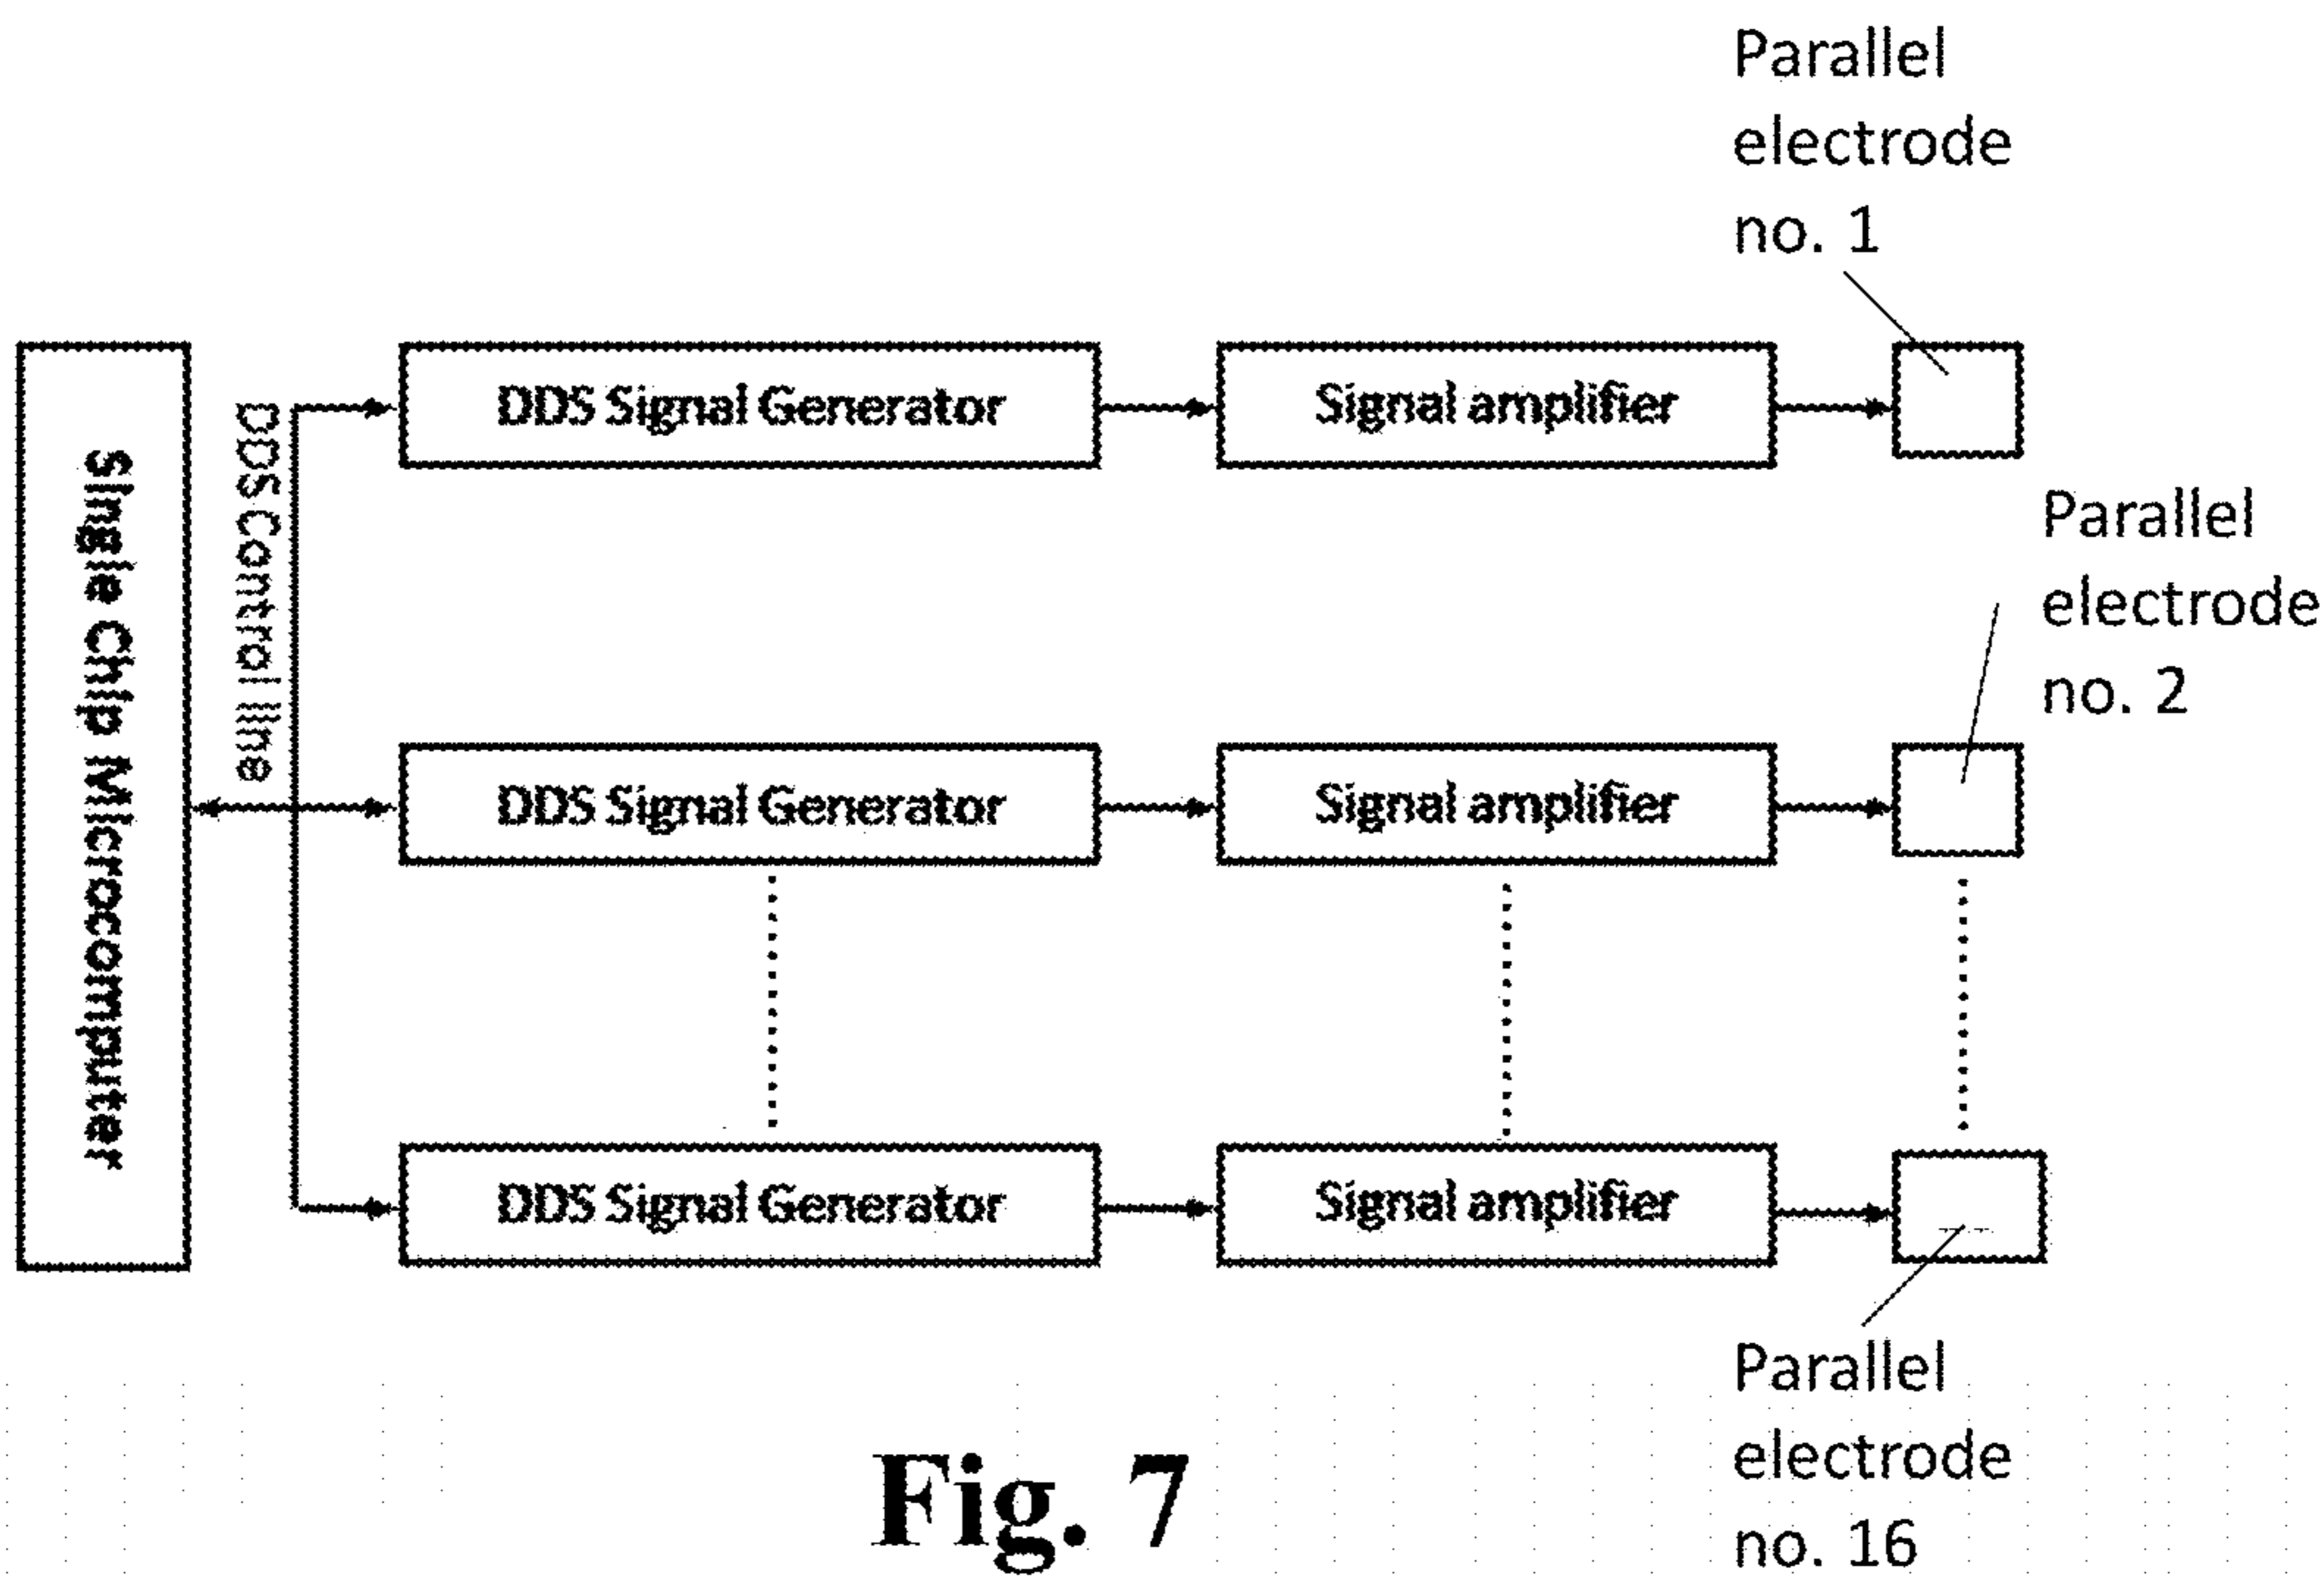 Parallel
electrode
no. 1
Single Chip Microcomputer
DDS Control line
DDS Signal Generator
Signal amplifier
Parallel
electrode
no. 2
DDS Signal Generator
Signal amplifier
DDS Signal Generator
Signal amplifier
Parallel
electrode
no. 16
Fig. 7